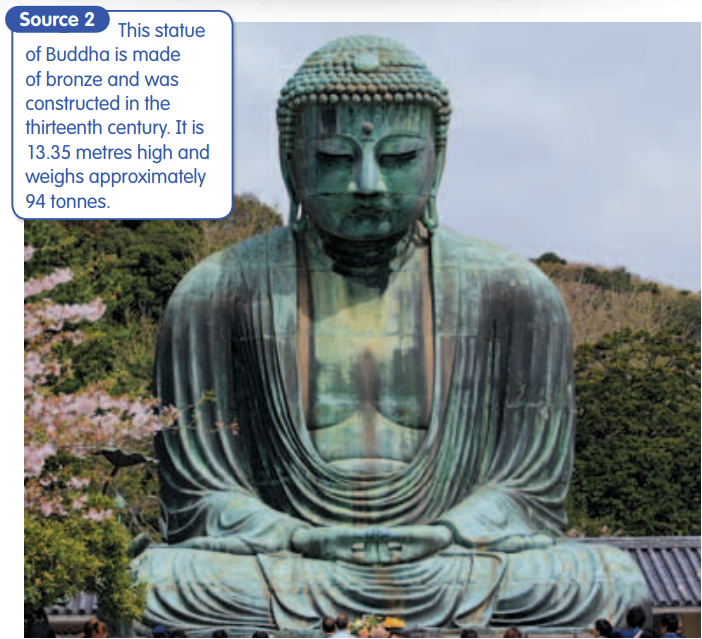 Source 2
This statue
of Buddha is made
of bronze and was
constructed in the
thirteenth century. It is
13.35 metres high and
weighs approximately
94 tonnes.